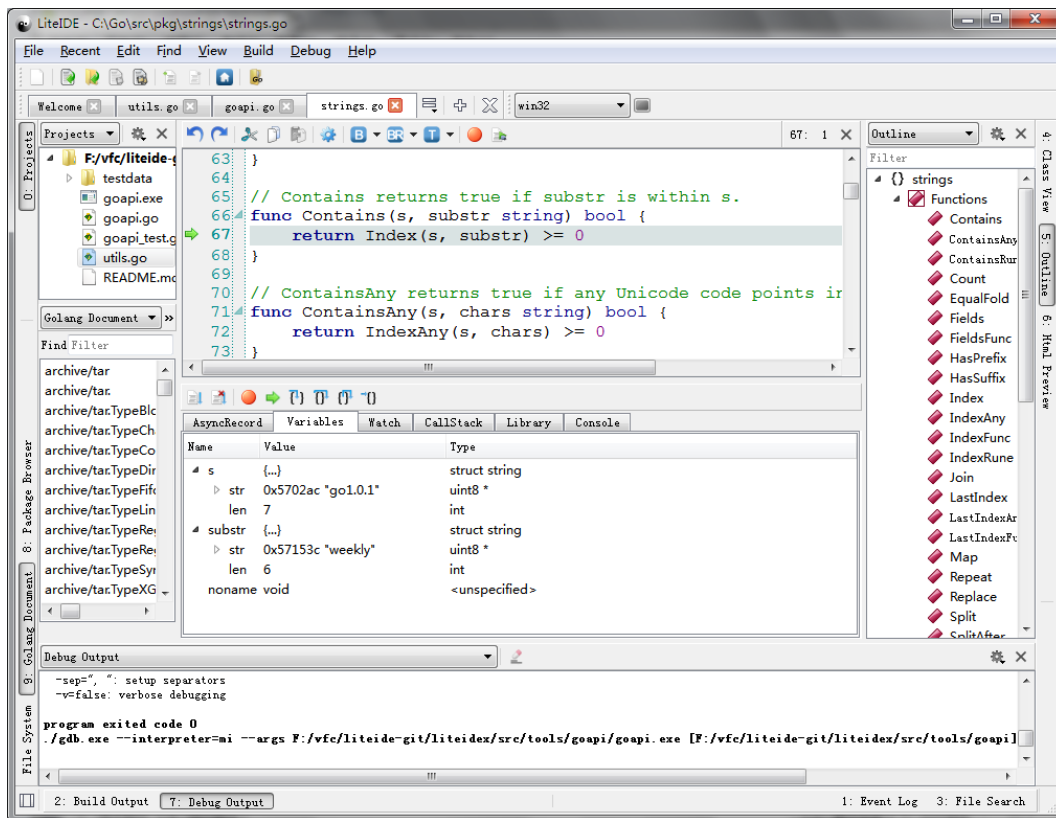 LiteIDE - C:\Go\src\pkg\strings\strings.go
File Recent Edit Find View Build Debug Help
Go
Welcome utils.go goapi.go strings.go win32
0: Projects
Projects
F:/vfc/liteide-g
testdata
goapi.exe
goapi.go
goapi_test.g
utils.go
README.md
Golang Document »
Find Filter
archive/tar
archive/tar.
archive/tar.TypeBlc
archive/tar.TypeCh
archive/tar.TypeCo
archive/tar.TypeDir
archive/tar.TypeFifo
archive/tar.TypeLin
archive/tar.TypeRe
archive/tar.TypeRe
archive/tar.TypeSyr
archive/tar.TypeXG
8: Package Browser
9: Golang Document
File System
B BR T 67: 1
63 }
64
65 // Contains returns true if substr is within s.
66 func Contains(s, substr string) bool {
67 return Index(s, substr) >= 0
68 }
69
70 // ContainsAny returns true if any Unicode code points in
71 func ContainsAny(s, chars string) bool {
72 return IndexAny(s, chars) >= 0
73 }
AsyncRecord Variables Watch CallStack Library Console
Name Value Type
s {...} struct string
str 0x5702ac "go1.0.1" uint8 *
len 7 int
substr {...} struct string
str 0x57153c "weekly" uint8 *
len 6 int
noname void <unspecified>
Outline
Filter
{} strings
Functions
Contains
ContainsAny
ContainsRur
Count
EqualFold
Fields
FieldsFunc
HasPrefix
HasSuffix
Index
IndexAny
IndexFunc
IndexRune
Join
LastIndex
LastIndexAr
LastIndexFu
Map
Repeat
Replace
Split
SplitAfter
4: Class View
5: Outline
6: Html Preview
Debug Output
-sep=", ": setup separators
-v=false: verbose debugging
program exited code 0
./gdb.exe --interpreter=mi --args F:/vfc/liteide-git/liteidex/src/tools/goapi/goapi.exe [F:/vfc/liteide-git/liteidex/src/tools/goapi]
2: Build Output 7: Debug Output 1: Event Log 3: File Search